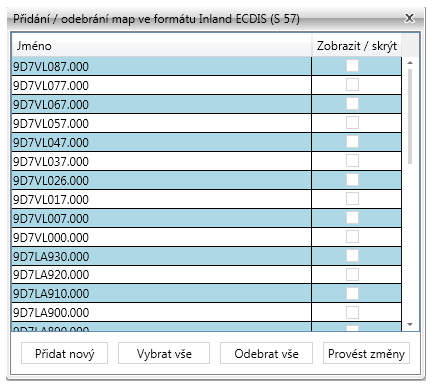 Přidání / odebrání map ve formátu Inland ECDIS (S 57) X
Jméno Zobrazit / skrýt
9D7VL087.000
9D7VL077.000
9D7VL067.000
9D7VL057.000
9D7VL047.000
9D7VL037.000
9D7VL026.000
9D7VL017.000
9D7VL007.000
9D7VL000.000
9D7LA930.000
9D7LA920.000
9D7LA910.000
9D7LA900.000
9D7LA890.000
Přidat nový Vybrat vše Odebrat vše Provést změny